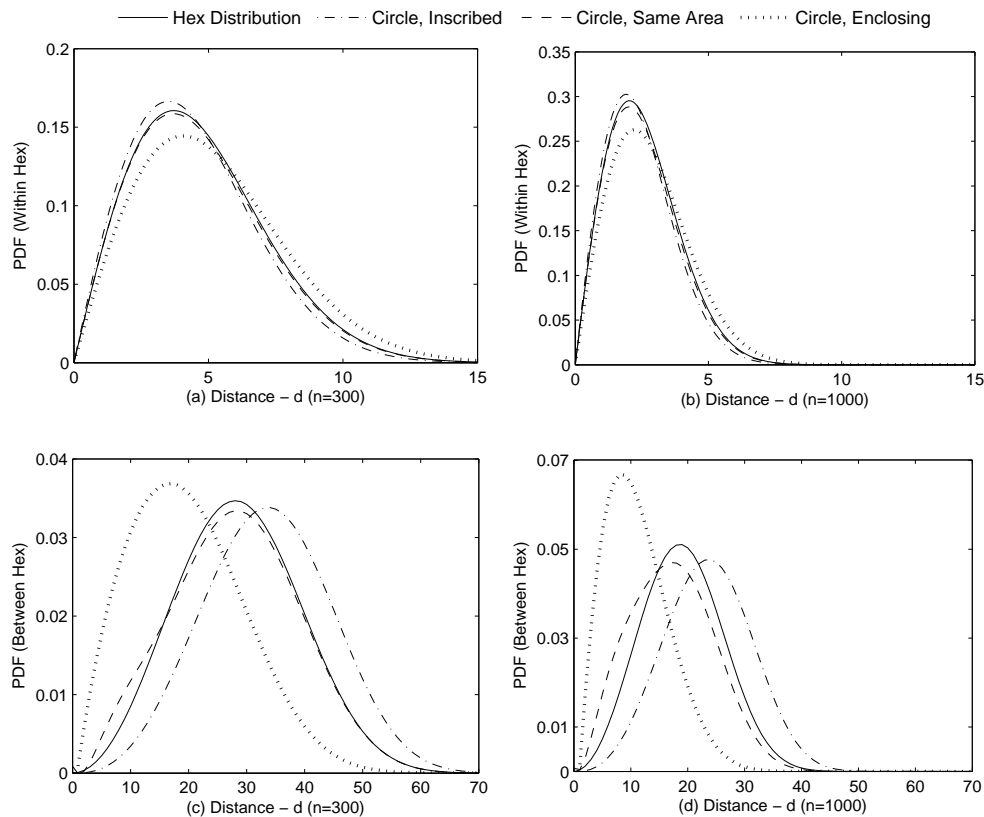 Hex Distribution Circle, Inscribed Circle, Same Area Circle, Enclosing
0.2
0.15
0.1
0.05
0
PDF (Within Hex)
0 5 10 15
(a) Distance − d (n=300)
0.35
0.3
0.25
0.2
0.15
0.1
0.05
0
PDF (Within Hex)
0 5 10 15
(b) Distance − d (n=1000)
0.04
0.03
0.02
0.01
0
PDF (Between Hex)
0 10 20 30 40 50 60 70
(c) Distance − d (n=300)
0.07
0.05
0.03
0.01
0
PDF (Between Hex)
0 10 20 30 40 50 60 70
(d) Distance − d (n=1000)